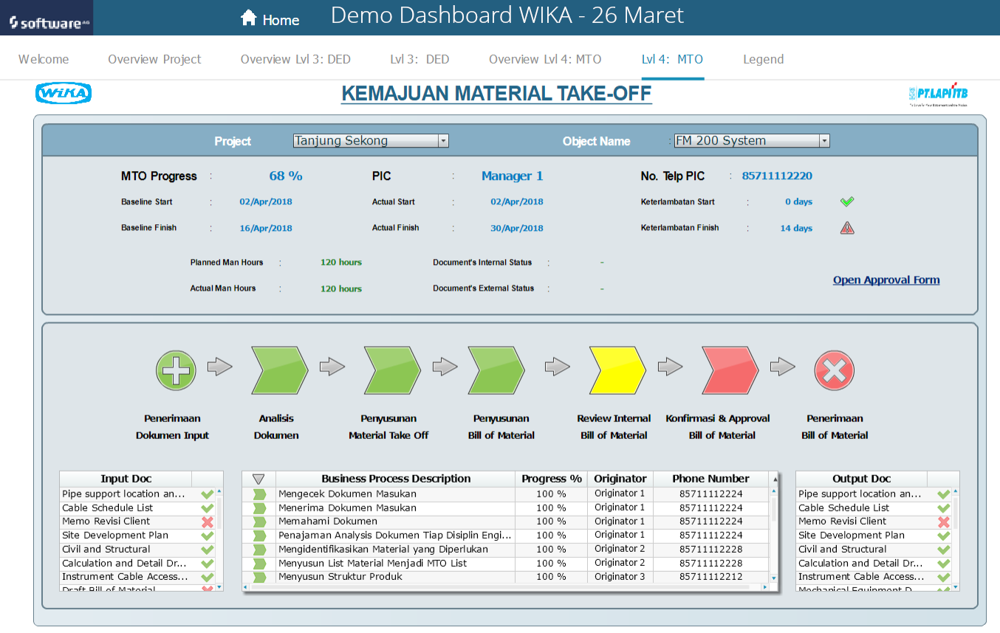 software AG
Home
Demo Dashboard WIKA - 26 Maret
Welcome
Overview Project
Overview Lvl 3: DED
Lvl 3: DED
Overview Lvl 4: MTO
Lvl 4: MTO
Legend
WiKA
KEMAJUAN MATERIAL TAKE-OFF
PT.LAPI ITB
Project
Tanjung Sekong
Object Name : FM 200 System
MTO Progress : 68 %
PIC : Manager 1
No. Telp PIC : 85711112220
Baseline Start : 02/Apr/2018
Actual Start : 02/Apr/2018
Keterlambatan Start : 0 days
Baseline Finish : 16/Apr/2018
Actual Finish : 30/Apr/2018
Keterlambatan Finish : 14 days
Planned Man Hours : 120 hours
Document's Internal Status : -
Actual Man Hours : 120 hours
Document's External Status : -
Open Approval Form
Penerimaan
Dokumen Input
Analisis
Dokumen
Penyusunan
Material Take Off
Penyusunan
Bill of Material
Review Internal
Bill of Material
Konfirmasi & Approval
Bill of Material
Penerimaan
Bill of Material
Input Doc
Pipe support location an...
Cable Schedule List
Memo Revisi Client
Site Development Plan
Civil and Structural
Calculation and Detail Dr...
Instrument Cable Access...
Draft Bill of Material
Business Process Description Progress % Originator Phone Number
Mengecek Dokumen Masukan 100 % Originator 1 85711112224
Menerima Dokumen Masukan 100 % Originator 1 85711112224
Memahami Dokumen 100 % Originator 1 85711112224
Penajaman Analysis Dokumen Tiap Disiplin Engi... 100 % Originator 1 85711112224
Mengidentifikasikan Material yang Diperlukan 100 % Originator 2 85711112228
Menyusun List Material Menjadi MTO List 100 % Originator 2 85711112228
Menyusun Struktur Produk 100 % Originator 3 85711112212
Output Doc
Pipe support location an...
Cable Schedule List
Memo Revisi Client
Site Development Plan
Civil and Structural
Calculation and Detail Dr...
Instrument Cable Access...
Mechanical Equipment D...